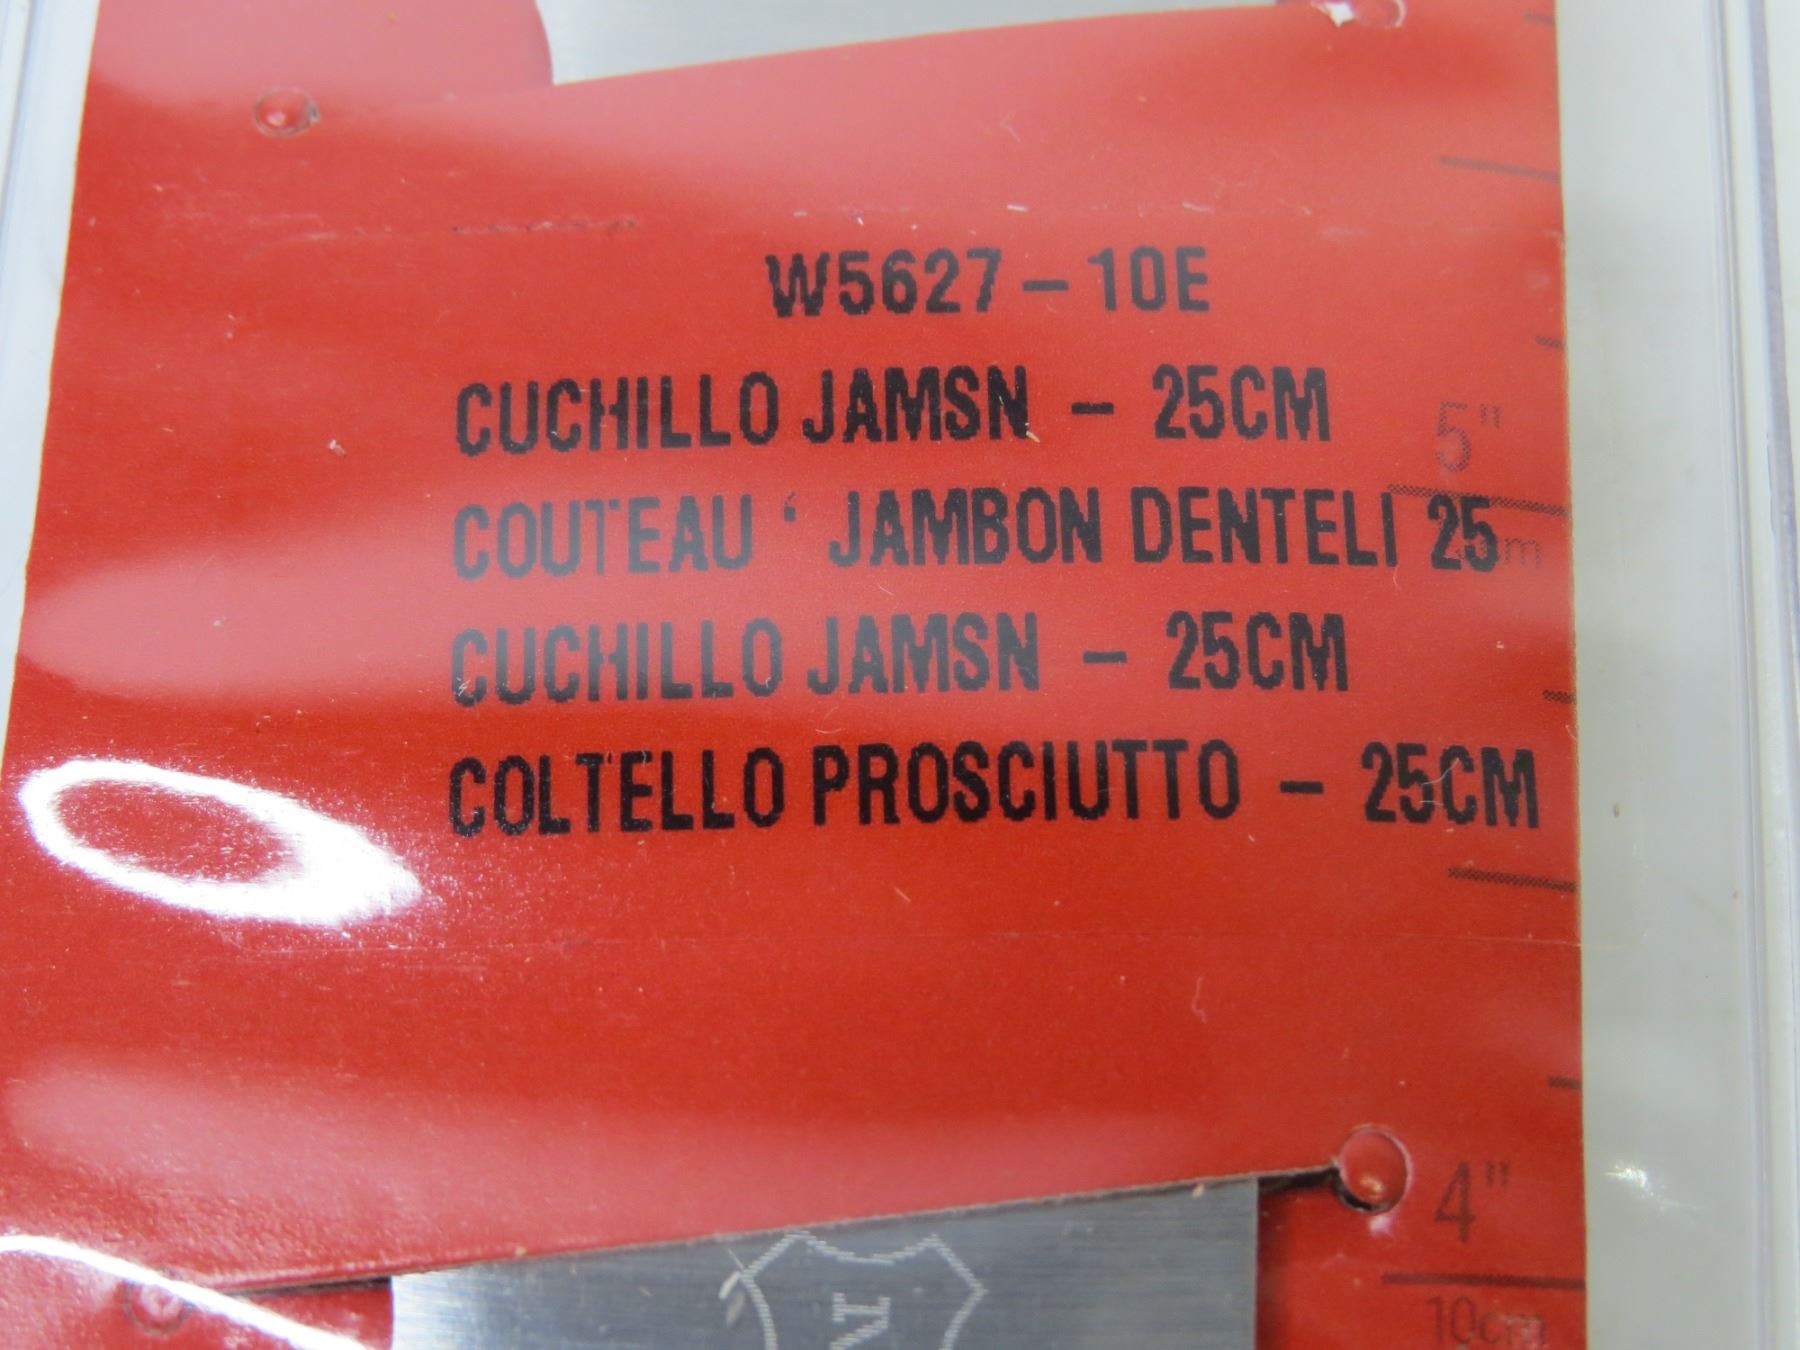 W5627-10E
CUCHILLO JAMSN - 25CM
5"
COUTEAU ‘ JAMBON DENTELI 25
CUCHILLO JAMSN - 25CM
COLTELLO PROSCIUTTO - 25CM
4"
10cm